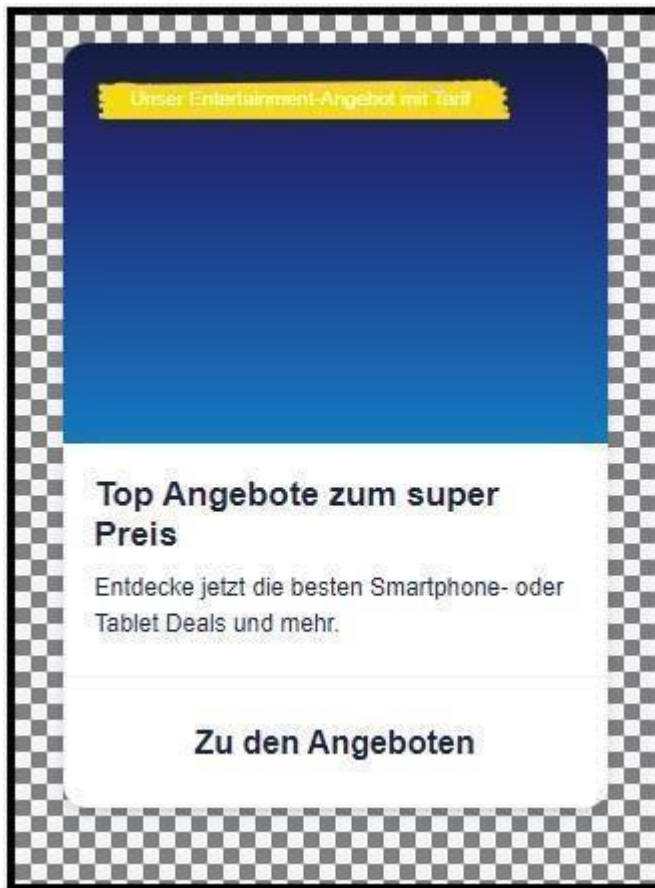 Unser Entertainment-Angebot mit Tarif
Top Angebote zum super
Preis
Entdecke jetzt die besten Smartphone- oder
Tablet Deals und mehr.
Zu den Angeboten